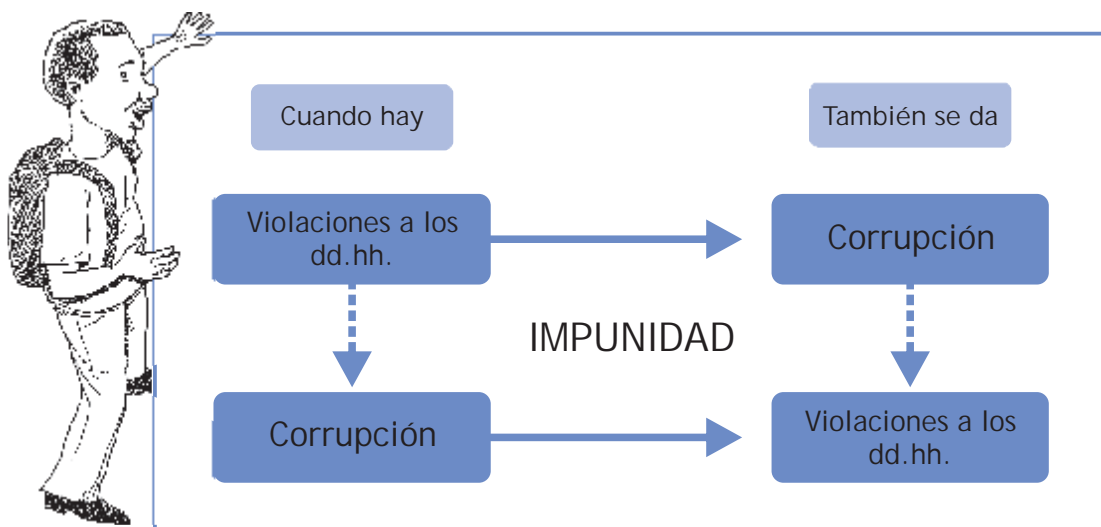 Cuando hay
También se da
Violaciones a los
dd.hh.
Corrupción
IMPUNIDAD
Corrupción
Violaciones a los
dd.hh.